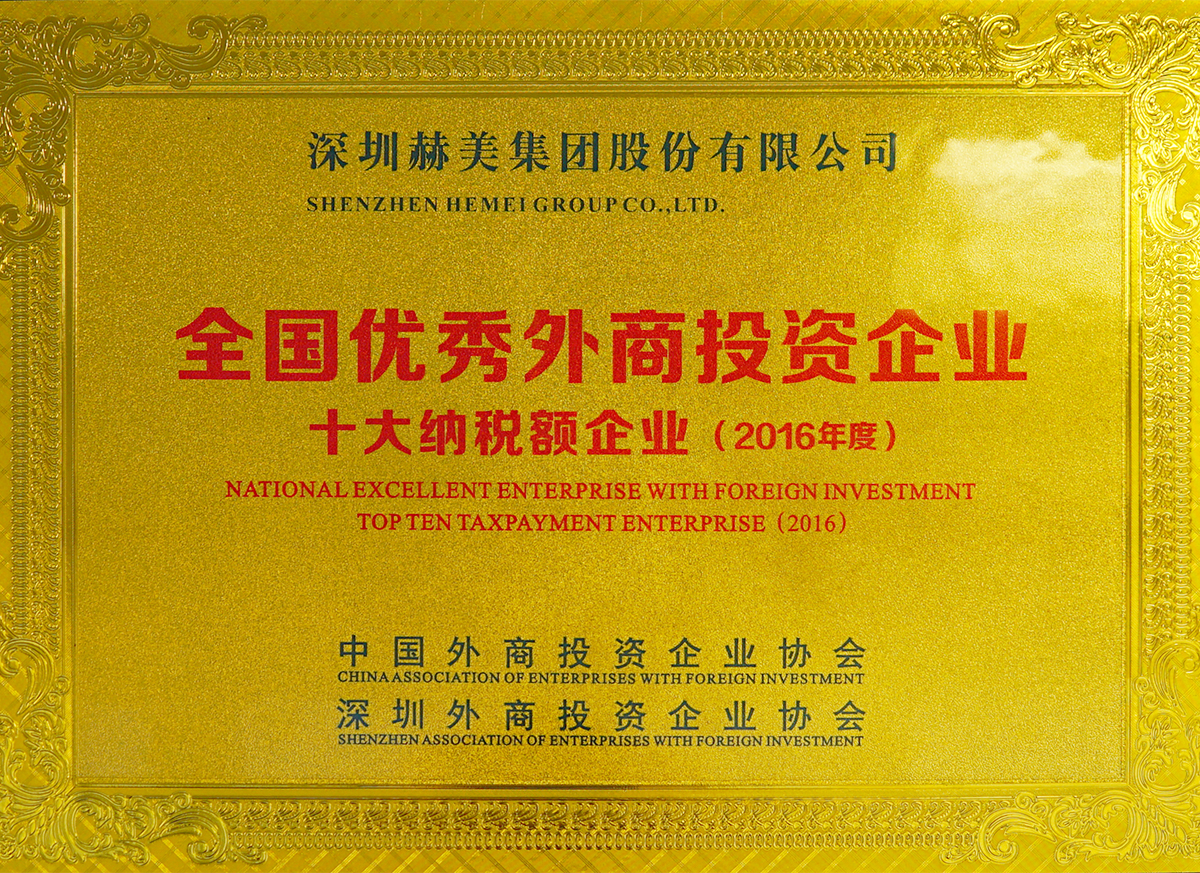 深圳赫美集团股份有限公司
SHENZHEN HEMEI GROUP CO.,LTD.
全国优秀外商投资企业
十大纳税额企业（2016年度）
NATIONAL EXCELLENT ENTERPRISE WITH FOREIGN INVESTMENT
TOP TEN TAXPAYMENT ENTERPRISE（2016）
中国外商投资企业协会
CHINA ASSOCIATION OF ENTERPRISES WITH FOREIGN INVESTMENT
深圳外商投资企业协会
SHENZHEN ASSOCIATION OF ENTERPRISES WITH FOREIGN INVESTMENT